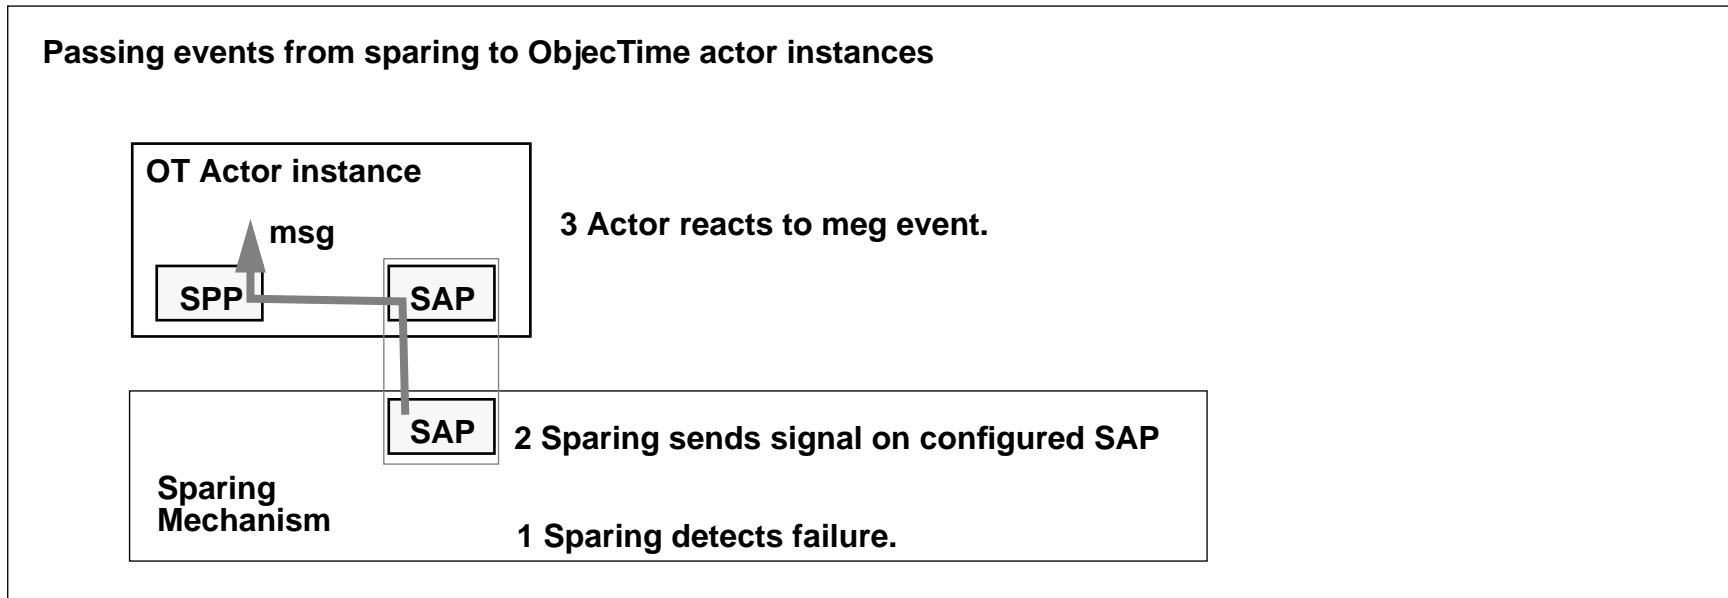 Passing events from sparing to ObjecTime actor instances
OT Actor instance
msg
3 Actor reacts to meg event.
SPP
SAP
SAP
2 Sparing sends signal on configured SAP
Sparing
Mechanism
1 Sparing detects failure.